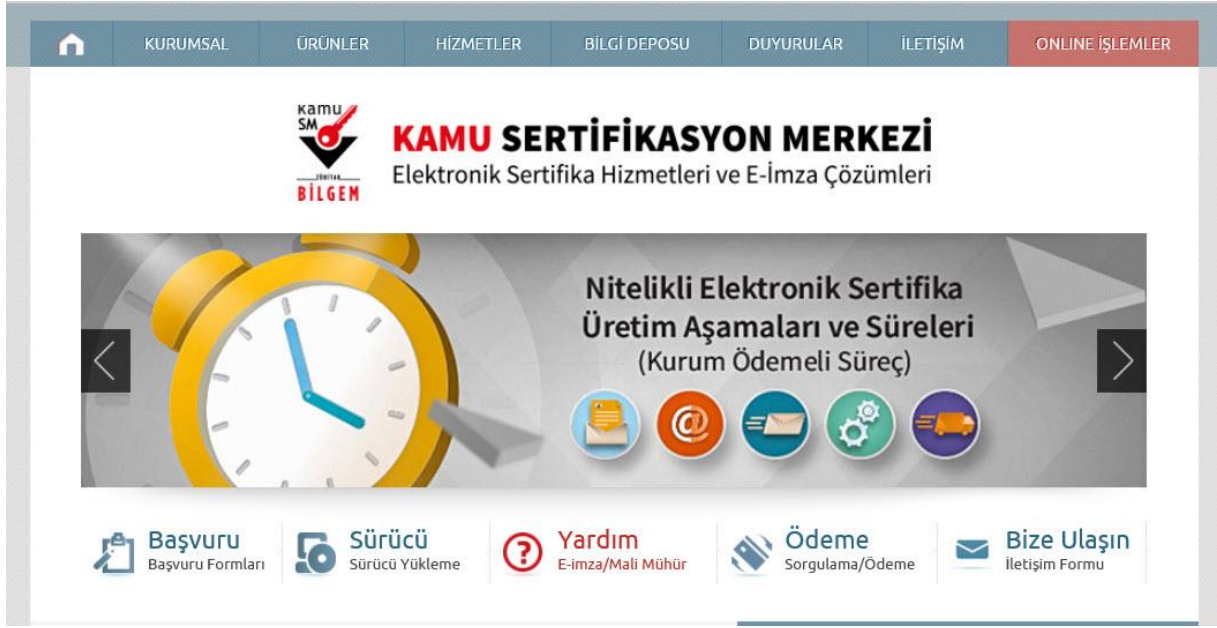 KURUMSAL ÜRÜNLER HİZMETLER BİLGİ DEPOSU DUYURULAR İLETİŞİM ONLINE İŞLEMLER
Kamu
SM
TÜBİTAK
BİLGEM
KAMU SERTİFİKASYON MERKEZİ
Elektronik Sertifika Hizmetleri ve E-İmza Çözümleri
Nitelikli Elektronik Sertifika
Üretim Aşamaları ve Süreleri
(Kurum Ödemeli Süreç)
Başvuru
Başvuru Formları
Sürücü
Sürücü Yükleme
Yardım
E-imza/Mali Mühür
Ödeme
Sorgulama/Ödeme
Bize Ulaşın
İletişim Formu